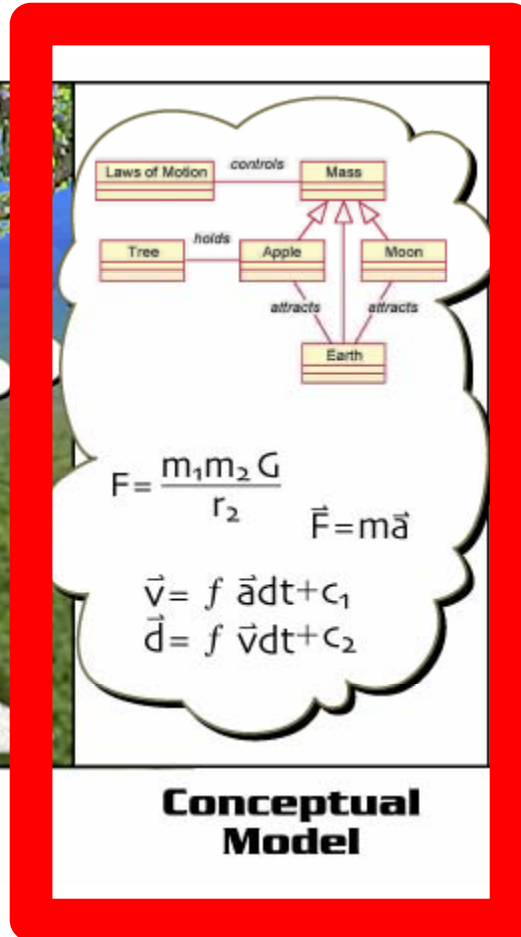 controls
Laws of Motion
Mass
holds
Tree
Apple
Moon
attracts
attracts
Earth
F= m₁m₂ G
r₂
F⃗=ma⃗
v⃗= f a⃗dt+c₁
d⃗= f v⃗dt+c₂
Conceptual
Model